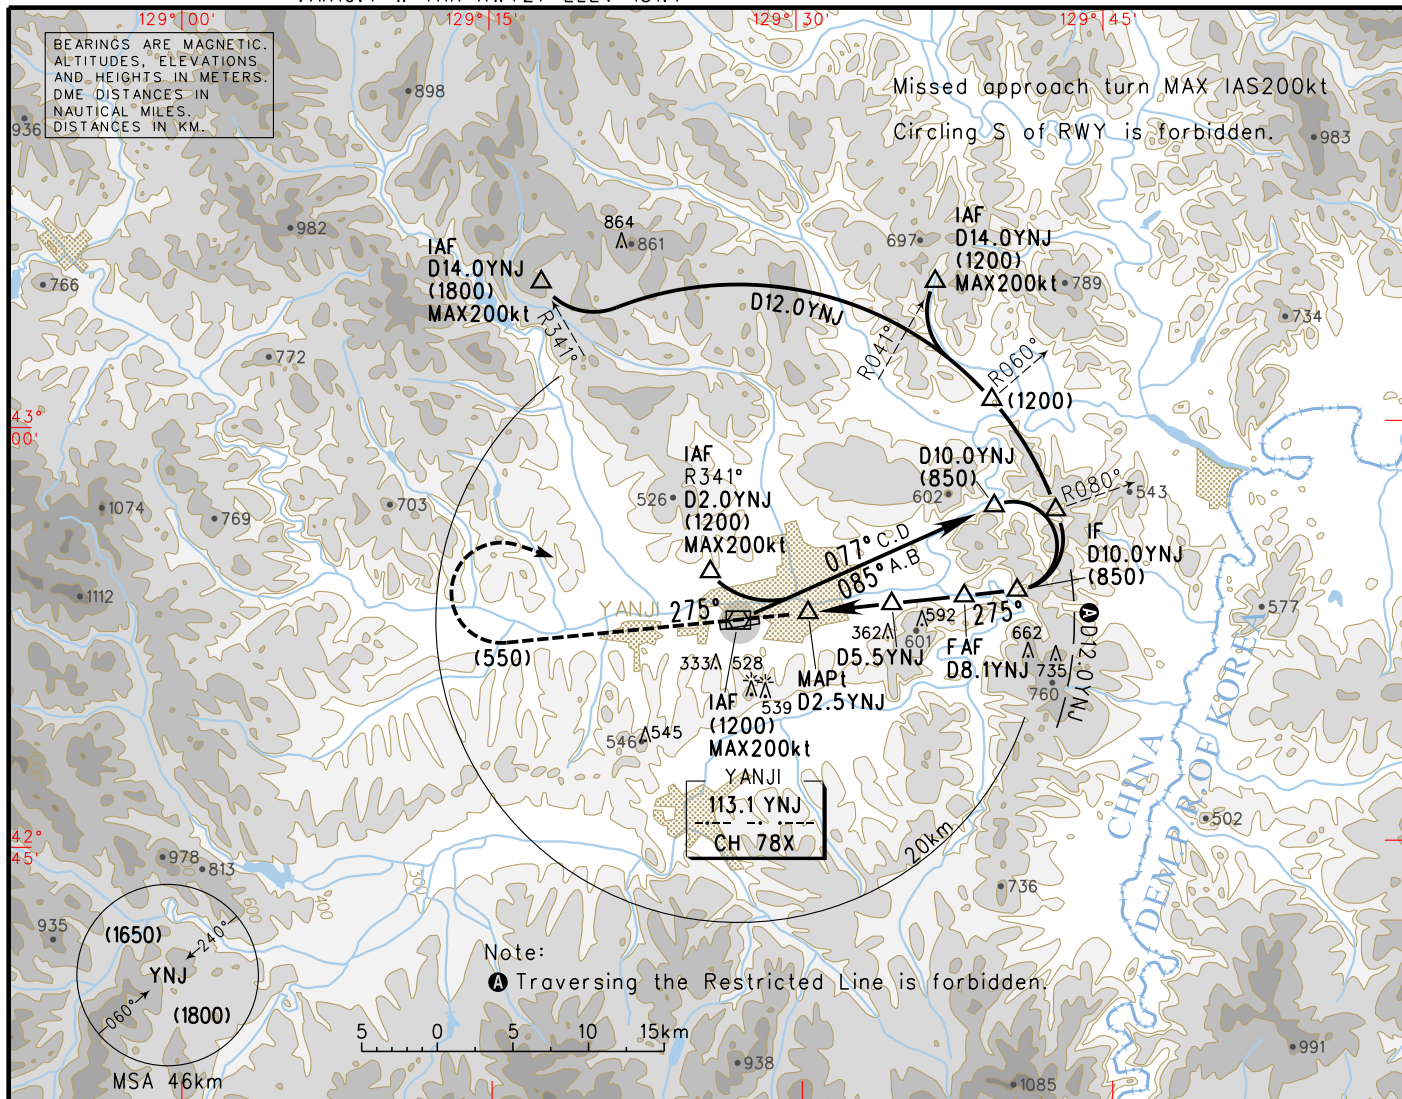 129° 00'
129° 15'
129° 30'
129° 45'
BEARINGS ARE MAGNETIC.
ALTITUDES, ELEVATIONS
AND HEIGHTS IN METERS.
DME DISTANCES IN
NAUTICAL MILES.
DISTANCES IN KM.
Missed approach turn MAX IAS200kt
Circling S of RWY is forbidden.
936
898
983
982
864
861
697
766
789
734
772
IAF
D14.0YNJ
(1800)
MAX200kt
R341°
D12.0YNJ
IAF
D14.0YNJ
(1200)
MAX200kt
R041°
R060°
(1200)
43°
00'
IAF
R341°
D2.0YNJ
(1200)
MAX200kt
526
D10.0YNJ
(850)
602
R080°
543
1074
769
703
077° C.D
085° A.B
IF
D10.0YNJ
(850)
1112
YANJI
275°
275°
577
592
601
362
D5.5YNJ
FAF
D8.1YNJ
662
735
760
A D12.0YNJ
(550)
333
528
539
MAPt
D2.5YNJ
IAF
(1200)
MAX200kt
545
546
YANJI
113.1 YNJ
CH 78X
20km
CHINA
DEM.P.R.OF KOREA
502
42°
45'
978
813
736
300
400
600
935
(1650)
240°
YNJ
060°
(1800)
MSA 46km
Note:
A Traversing the Restricted Line is forbidden.
5 0 5 10 15km
938
1085
991